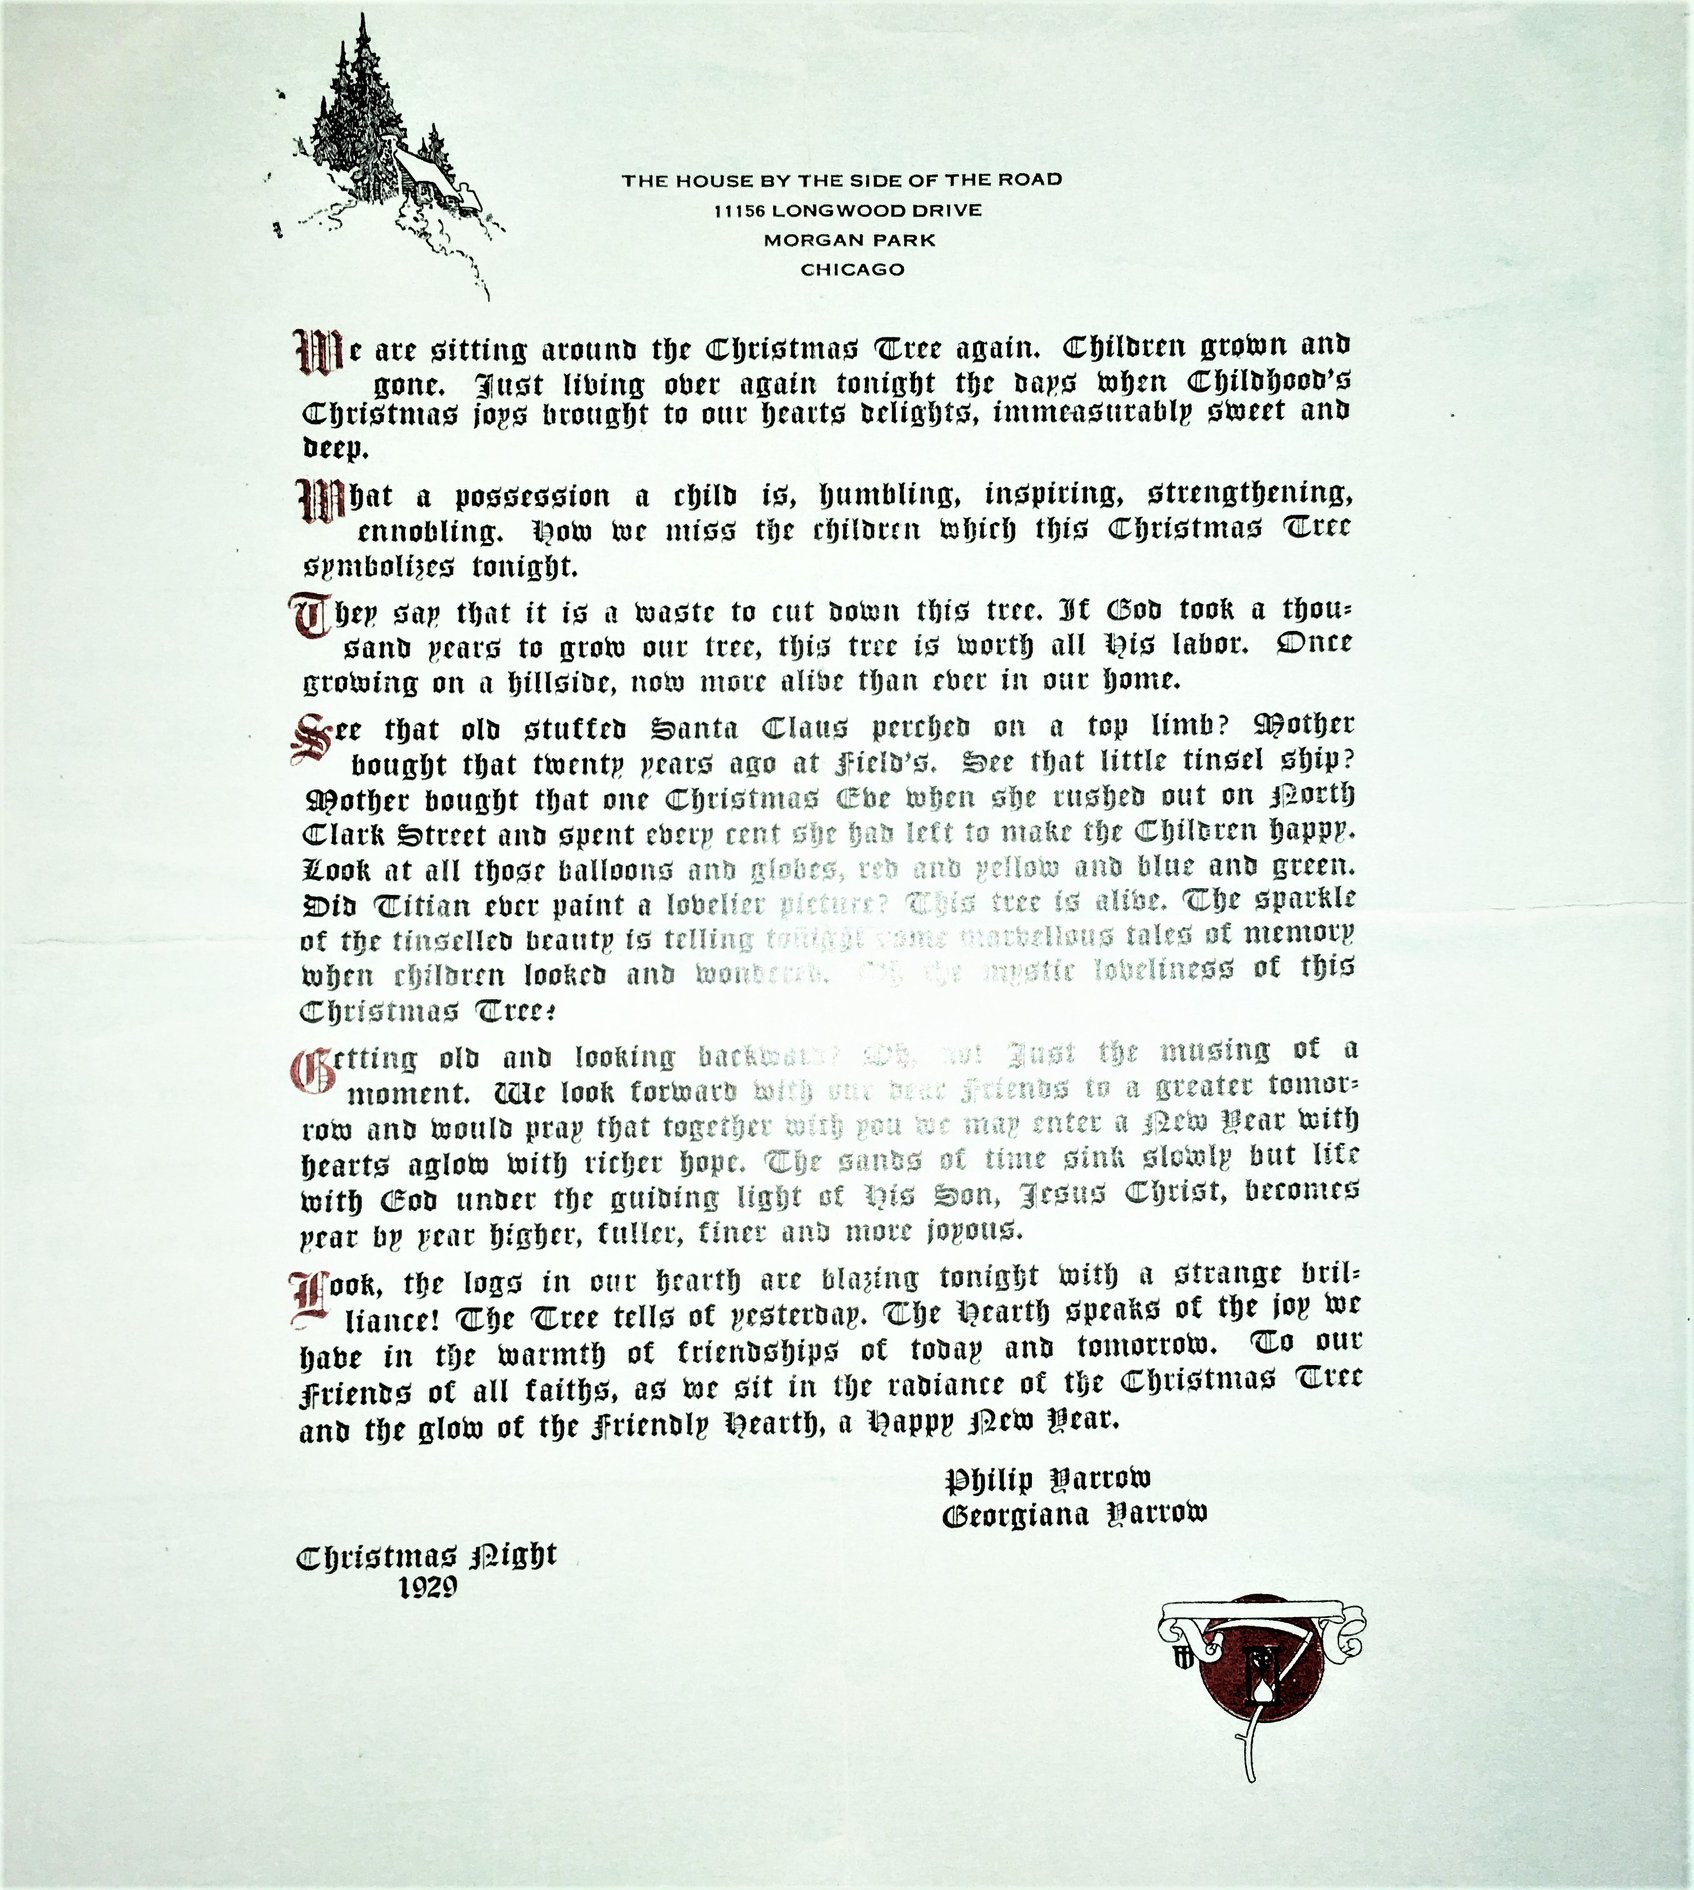 THE HOUSE BY THE SIDE OF THE ROAD
11156 LONGWOOD DRIVE
MORGAN PARK
CHICAGO
We are sitting around the Christmas Tree again. Children grown and
gone. Just living over again tonight the days when Childhood's
Christmas joys brought to our hearts delights, immeasurably sweet and
deep.
What a possession a child is, humbling, inspiring, strengthening,
ennobling. How we miss the children which this Christmas Tree
symbolizes tonight.
They say that it is a waste to cut down this tree. If God took a thou=
sand years to grow our tree, this tree is worth all His labor. Once
growing on a hillside, now more alive than ever in our home.
See that old stuffed Santa Claus perched on a top limb? Mother
bought that twenty years ago at Field's. See that little tinsel ship?
Mother bought that one Christmas Eve when she rushed out on North
Clark Street and spent every cent she had left to make the Children happy.
Look at all those balloons and globes, red and yellow and blue and green.
Did Titian ever paint a lovelier picture? This tree is alive. The sparkle
of the tinselled beauty is telling tonight some marvellous tales of memory
when children looked and wondered. Oh the mystic loveliness of this
Christmas Tree!
Getting old and looking backward? Oh, no! Just the musing of a
moment. We look forward with our dear Friends to a greater tomor=
row and would pray that together with you we may enter a New Year with
hearts aglow with richer hope. The sands of time sink slowly but life
with God under the guiding light of His Son, Jesus Christ, becomes
year by year higher, fuller, finer and more joyous.
Look, the logs in our hearth are blazing tonight with a strange bril=
liance! The Tree tells of yesterday. The Hearth speaks of the joy we
have in the warmth of friendships of today and tomorrow. To our
Friends of all faiths, as we sit in the radiance of the Christmas Tree
and the glow of the Friendly Hearth, a Happy New Year.
Philip Yarrow
Georgiana Yarrow
Christmas Night
1929